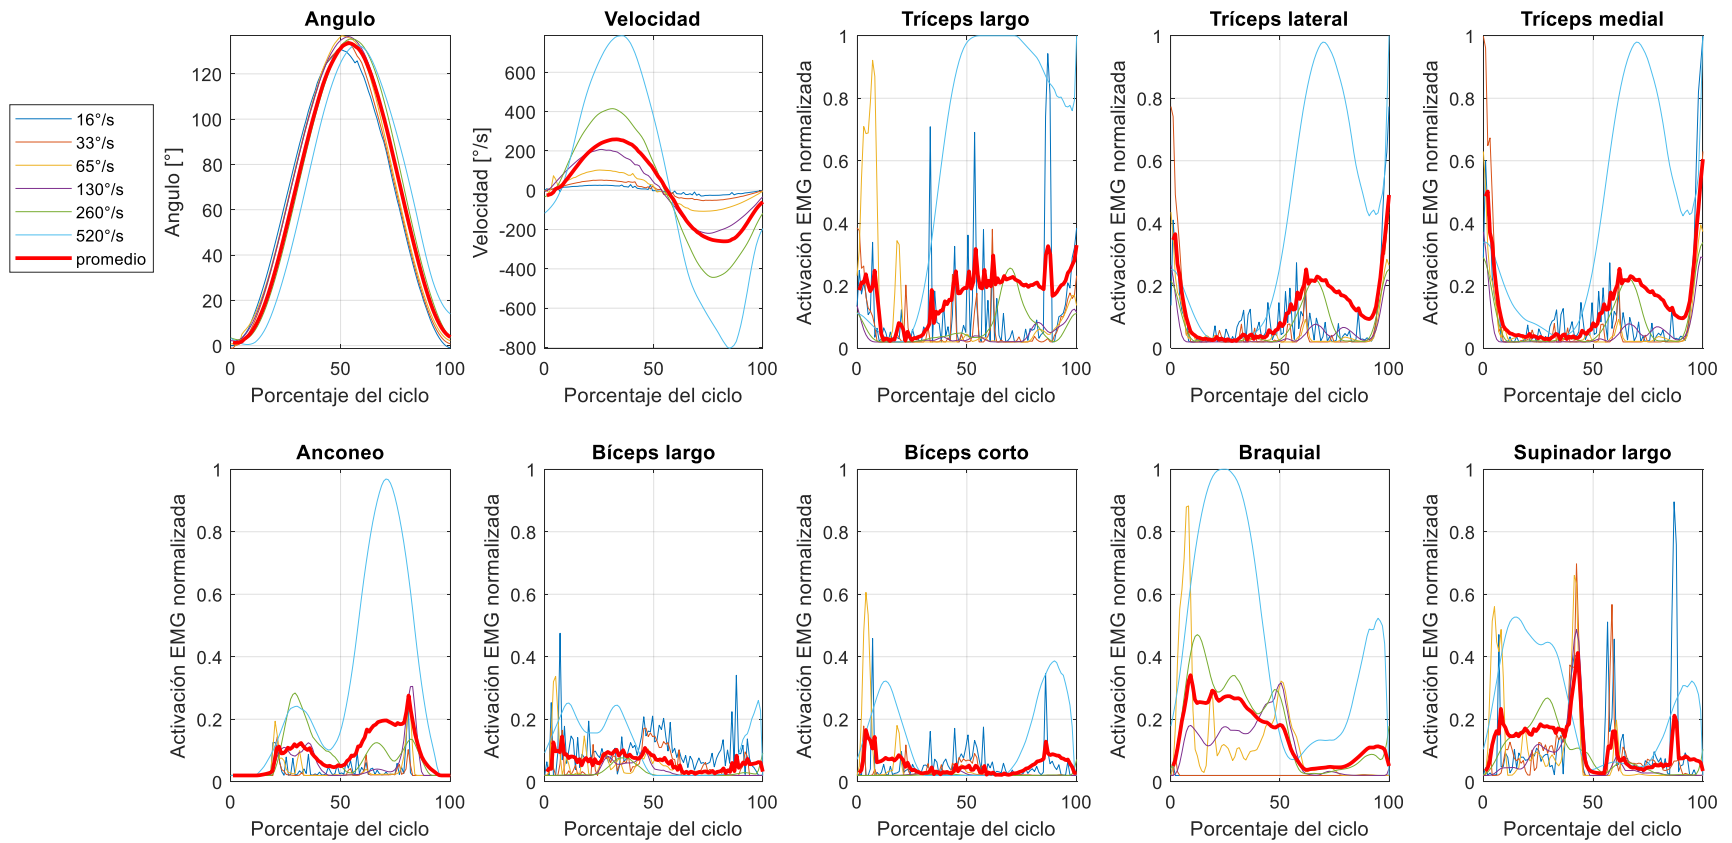 16°/s
33°/s
65°/s
130°/s
260°/s
520°/s
promedio
Angulo
Angulo [°]
120
100
80
60
40
20
0
0 50 100
Porcentaje del ciclo
Velocidad
Velocidad [°/s]
600
400
200
0
-200
-400
-600
-800
0 50 100
Porcentaje del ciclo
Tríceps largo
Activación EMG normalizada
1
0.8
0.6
0.4
0.2
0
0 50 100
Porcentaje del ciclo
Tríceps lateral
Activación EMG normalizada
1
0.8
0.6
0.4
0.2
0
0 50 100
Porcentaje del ciclo
Tríceps medial
Activación EMG normalizada
1
0.8
0.6
0.4
0.2
0
0 50 100
Porcentaje del ciclo
Anconeo
Activación EMG normalizada
1
0.8
0.6
0.4
0.2
0
0 50 100
Porcentaje del ciclo
Bíceps largo
Activación EMG normalizada
1
0.8
0.6
0.4
0.2
0
0 50 100
Porcentaje del ciclo
Bíceps corto
Activación EMG normalizada
1
0.8
0.6
0.4
0.2
0
0 50 100
Porcentaje del ciclo
Braquial
Activación EMG normalizada
1
0.8
0.6
0.4
0.2
0
0 50 100
Porcentaje del ciclo
Supinador largo
Activación EMG normalizada
1
0.8
0.6
0.4
0.2
0
0 50 100
Porcentaje del ciclo